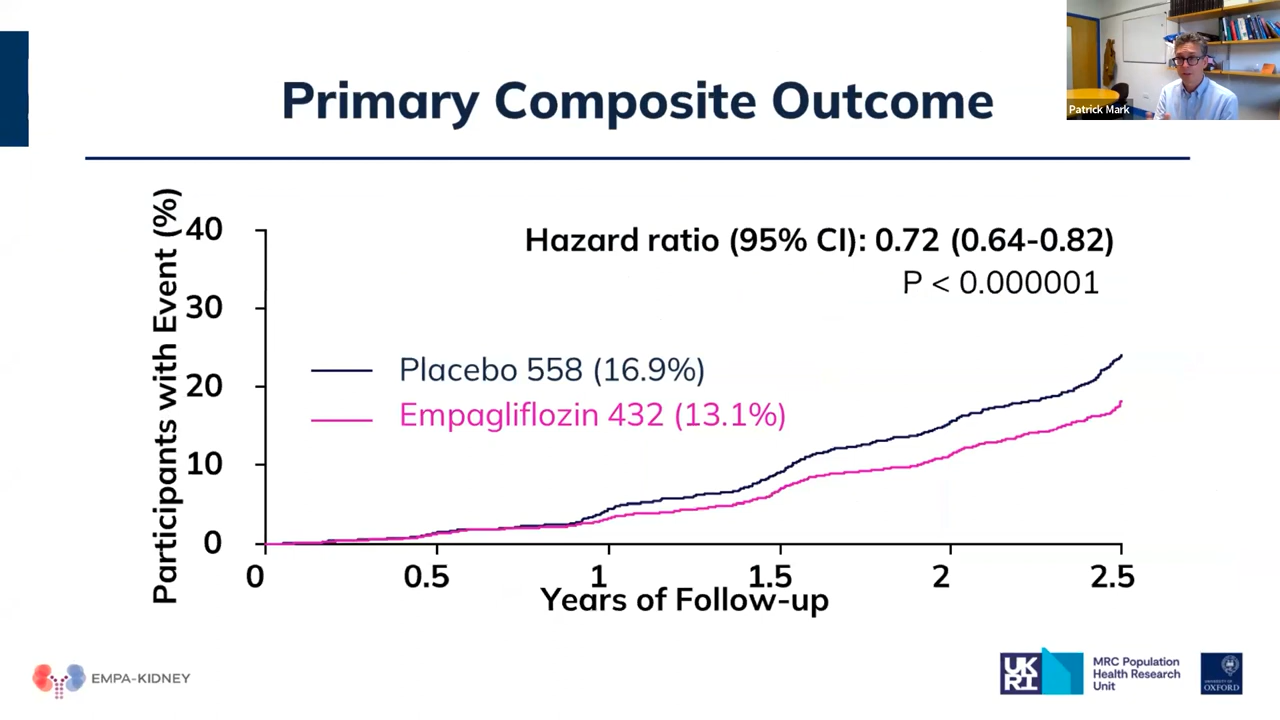 Primary Composite Outcome
Patrick Mark
Participants with Event (%)
40
30
20
10
0
Hazard ratio (95% CI): 0.72 (0.64-0.82)
P < 0.000001
Placebo 558 (16.9%)
Empagliflozin 432 (13.1%)
0 0.5 1 1.5 2 2.5
Years of Follow-up
EMPA-KIDNEY
UK
RI
MRC Population
Health Research
Unit
UNIVERSITY OF
OXFORD